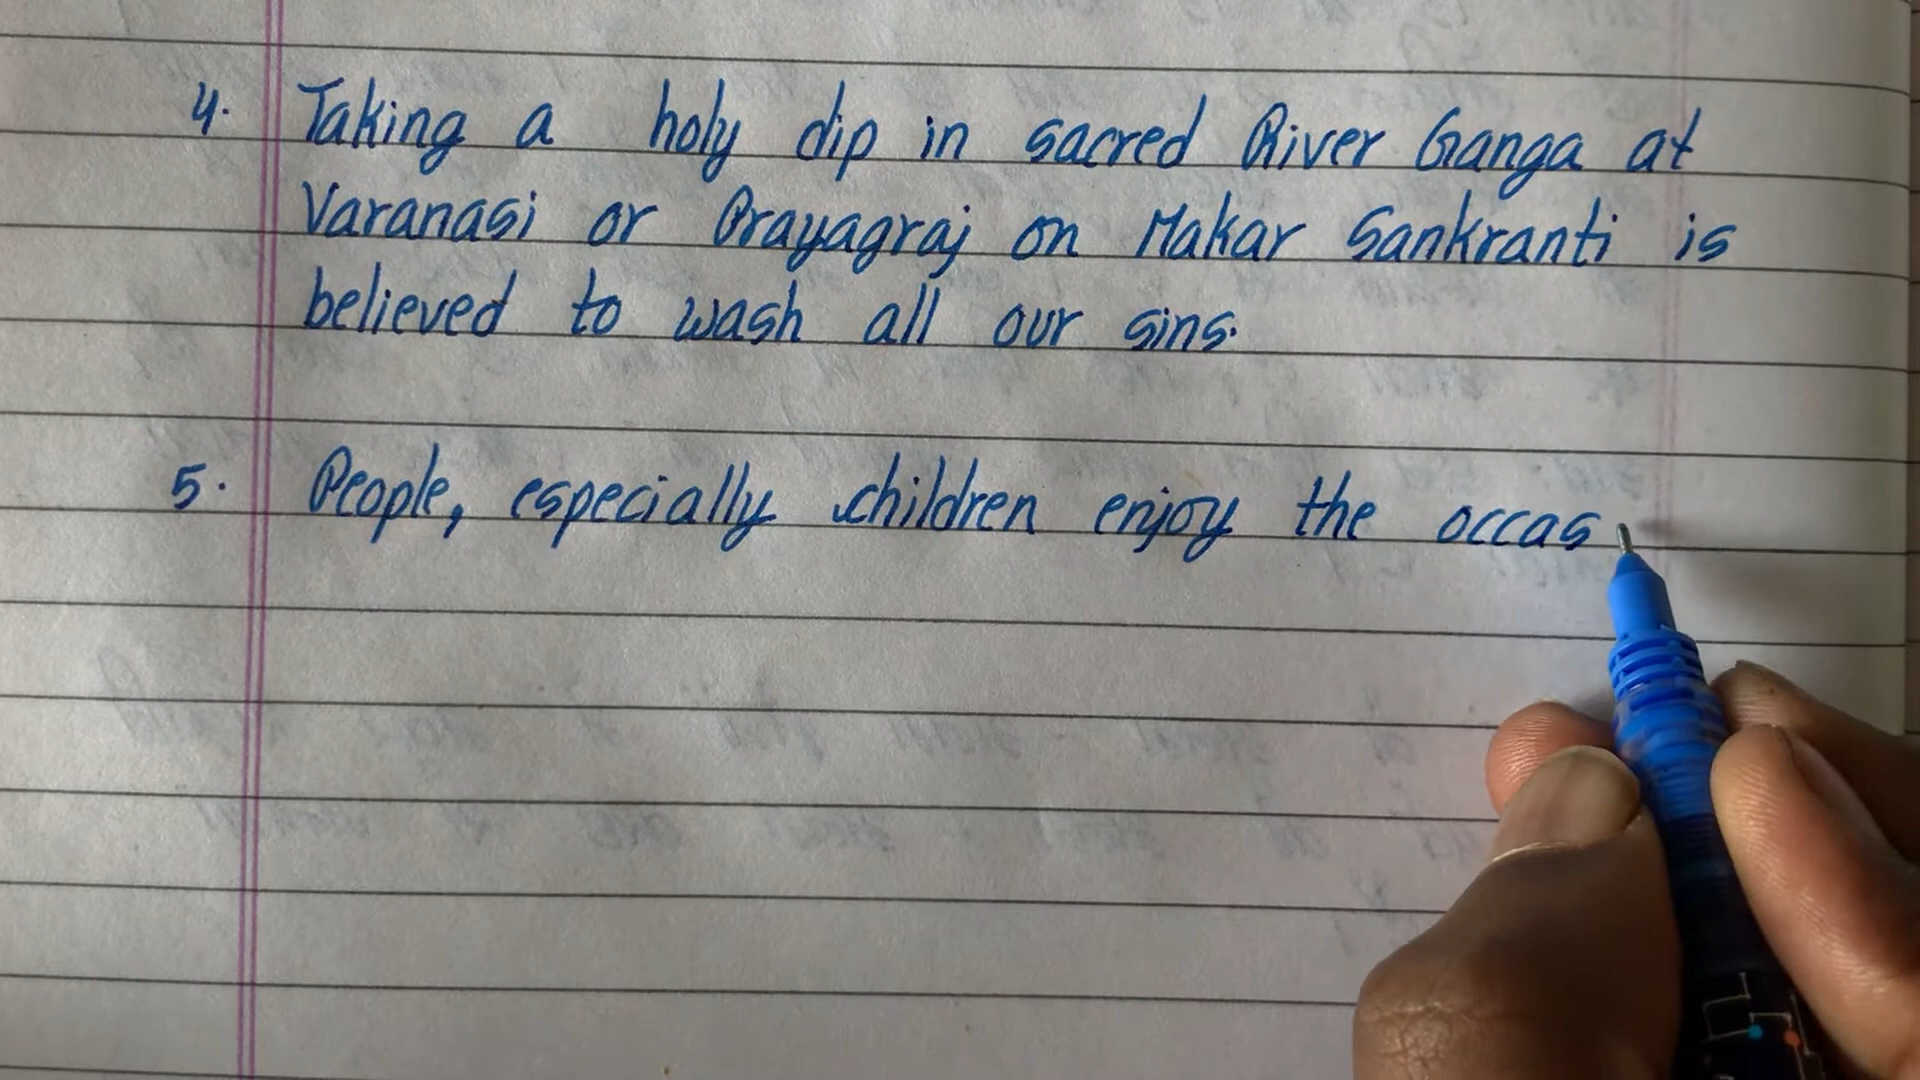 4. Taking a holy dip in sacred River Ganga at
Varanasi or Prayagraj on Makar Sankranti is
believed to wash all our sins.
5. People, especially children enjoy the occas